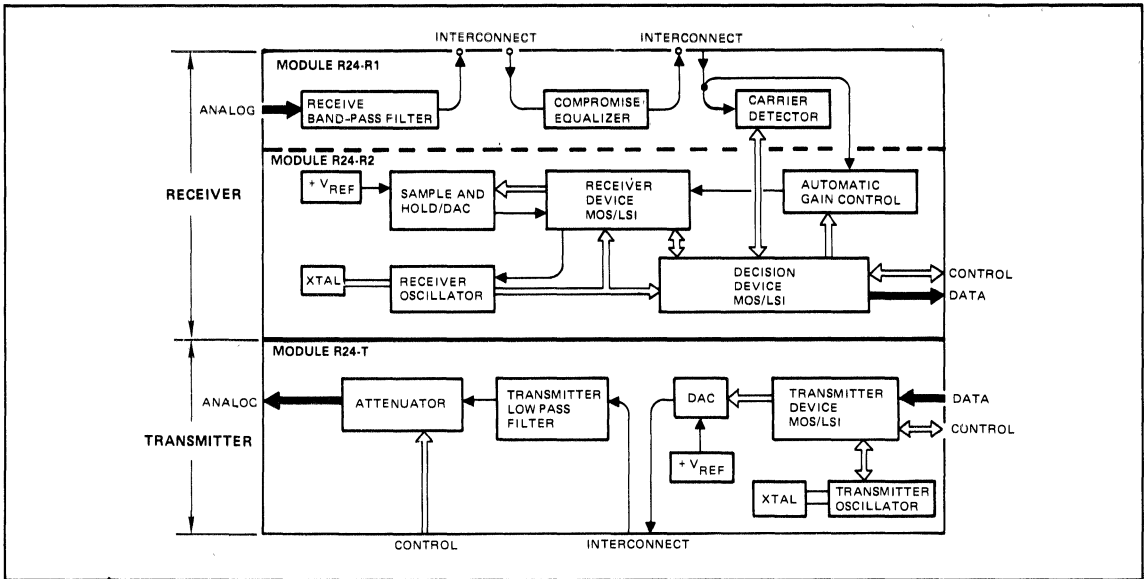 INTERCONNECT
INTERCONNECT
MODULE R24-R1
ANALOG
RECEIVE
BAND-PASS FILTER
COMPROMISE
EQUALIZER
CARRIER
DETECTOR
MODULE R24-R2
RECEIVER
+ VREF
SAMPLE AND
HOLD/DAC
RECEIVER
DEVICE
MOS/LSI
AUTOMATIC
GAIN CONTROL
XTAL
RECEIVER
OSCILLATOR
DECISION
DEVICE
MOS/LSI
CONTROL
DATA
MODULE R24-T
ANALOC
TRANSMITTER
ATTENUATOR
TRANSMITTER
LOW PASS
FILTER
DAC
TRANSMITTER
DEVICE
MOS/LSI
DATA
CONTROL
+ VREF
XTAL
TRANSMITTER
OSCILLATOR
CONTROL
INTERCONNECT